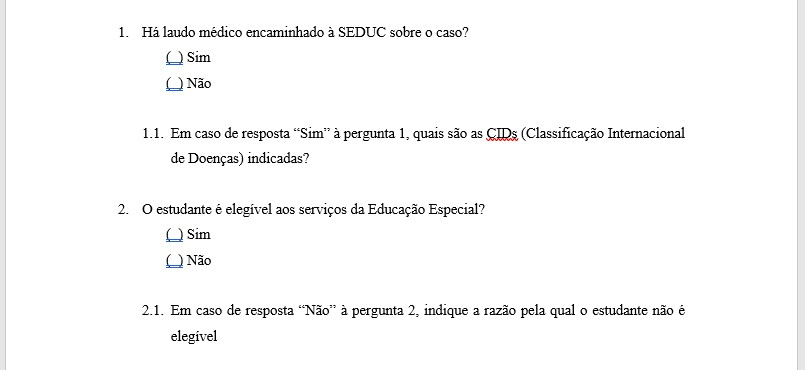 1. Há laudo médico encaminhado à SEDUC sobre o caso?
( ) Sim
( ) Não
1.1. Em caso de resposta “Sim” à pergunta 1, quais são as CIDs (Classificação Internacional
de Doenças) indicadas?
2. O estudante é elegível aos serviços da Educação Especial?
( ) Sim
( ) Não
2.1. Em caso de resposta “Não” à pergunta 2, indique a razão pela qual o estudante não é
elegível